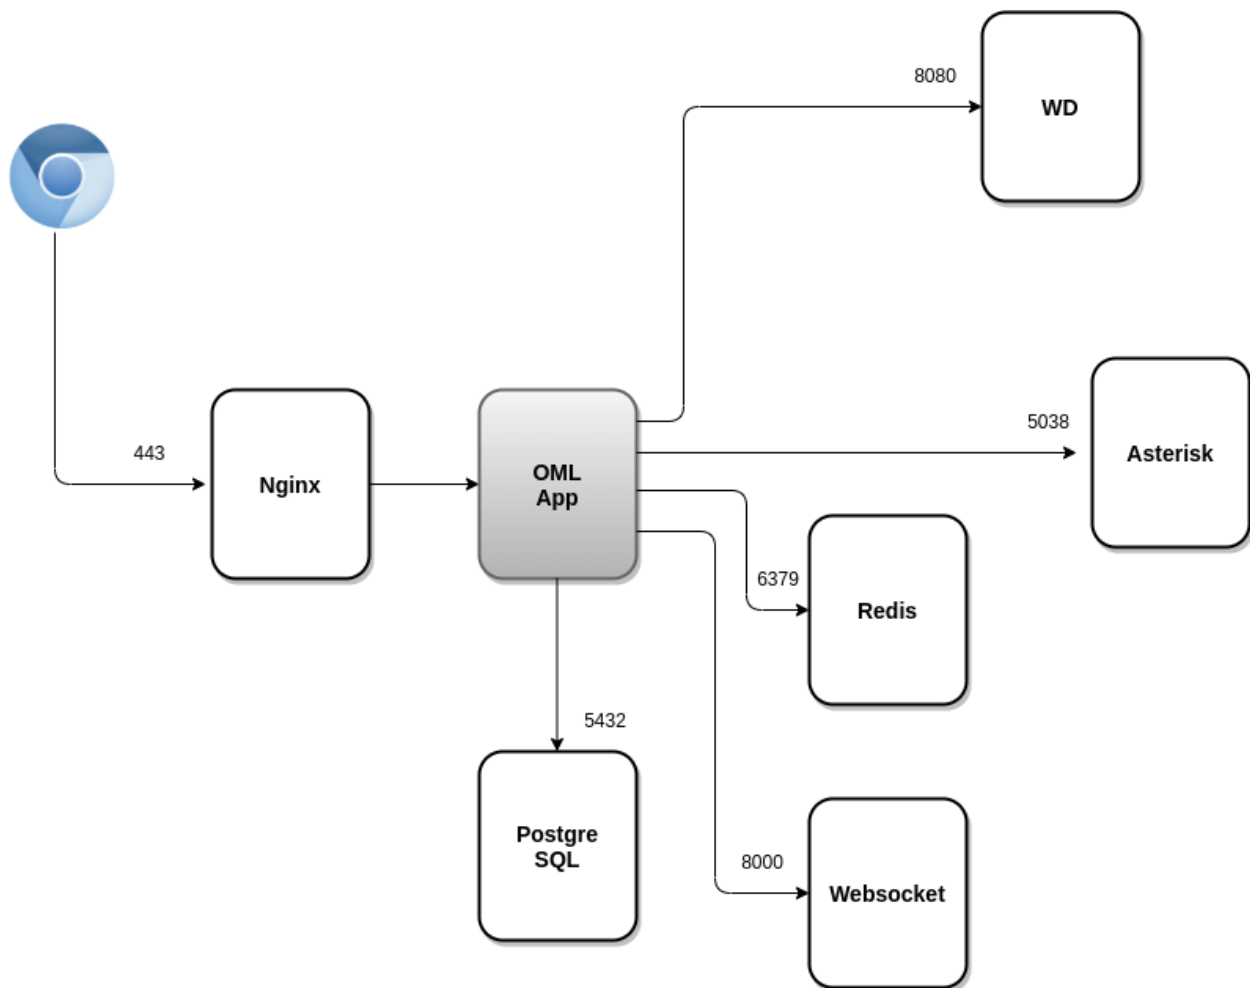 8080
WD
443
Nginx
OML
App
5038
Asterisk
6379
Redis
5432
Postgre
SQL
8000
Websocket